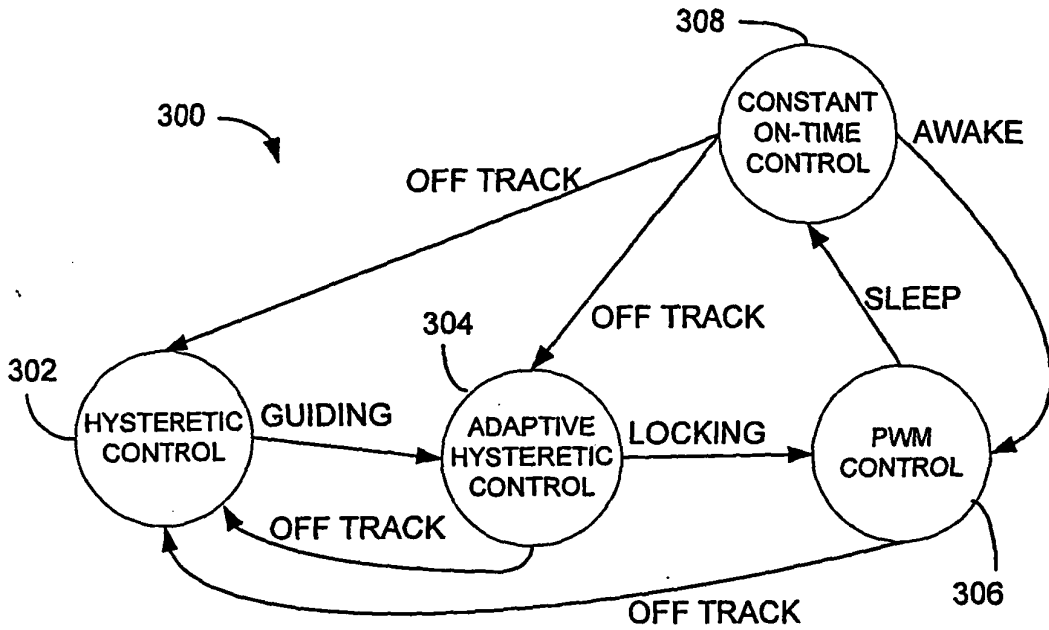 308
CONSTANT
ON-TIME
CONTROL
AWAKE
300
OFF TRACK
SLEEP
OFF TRACK
304
302
HYSTERETIC
CONTROL
GUIDING
ADAPTIVE
HYSTERETIC
CONTROL
LOCKING
PWM
CONTROL
OFF TRACK
306
OFF TRACK